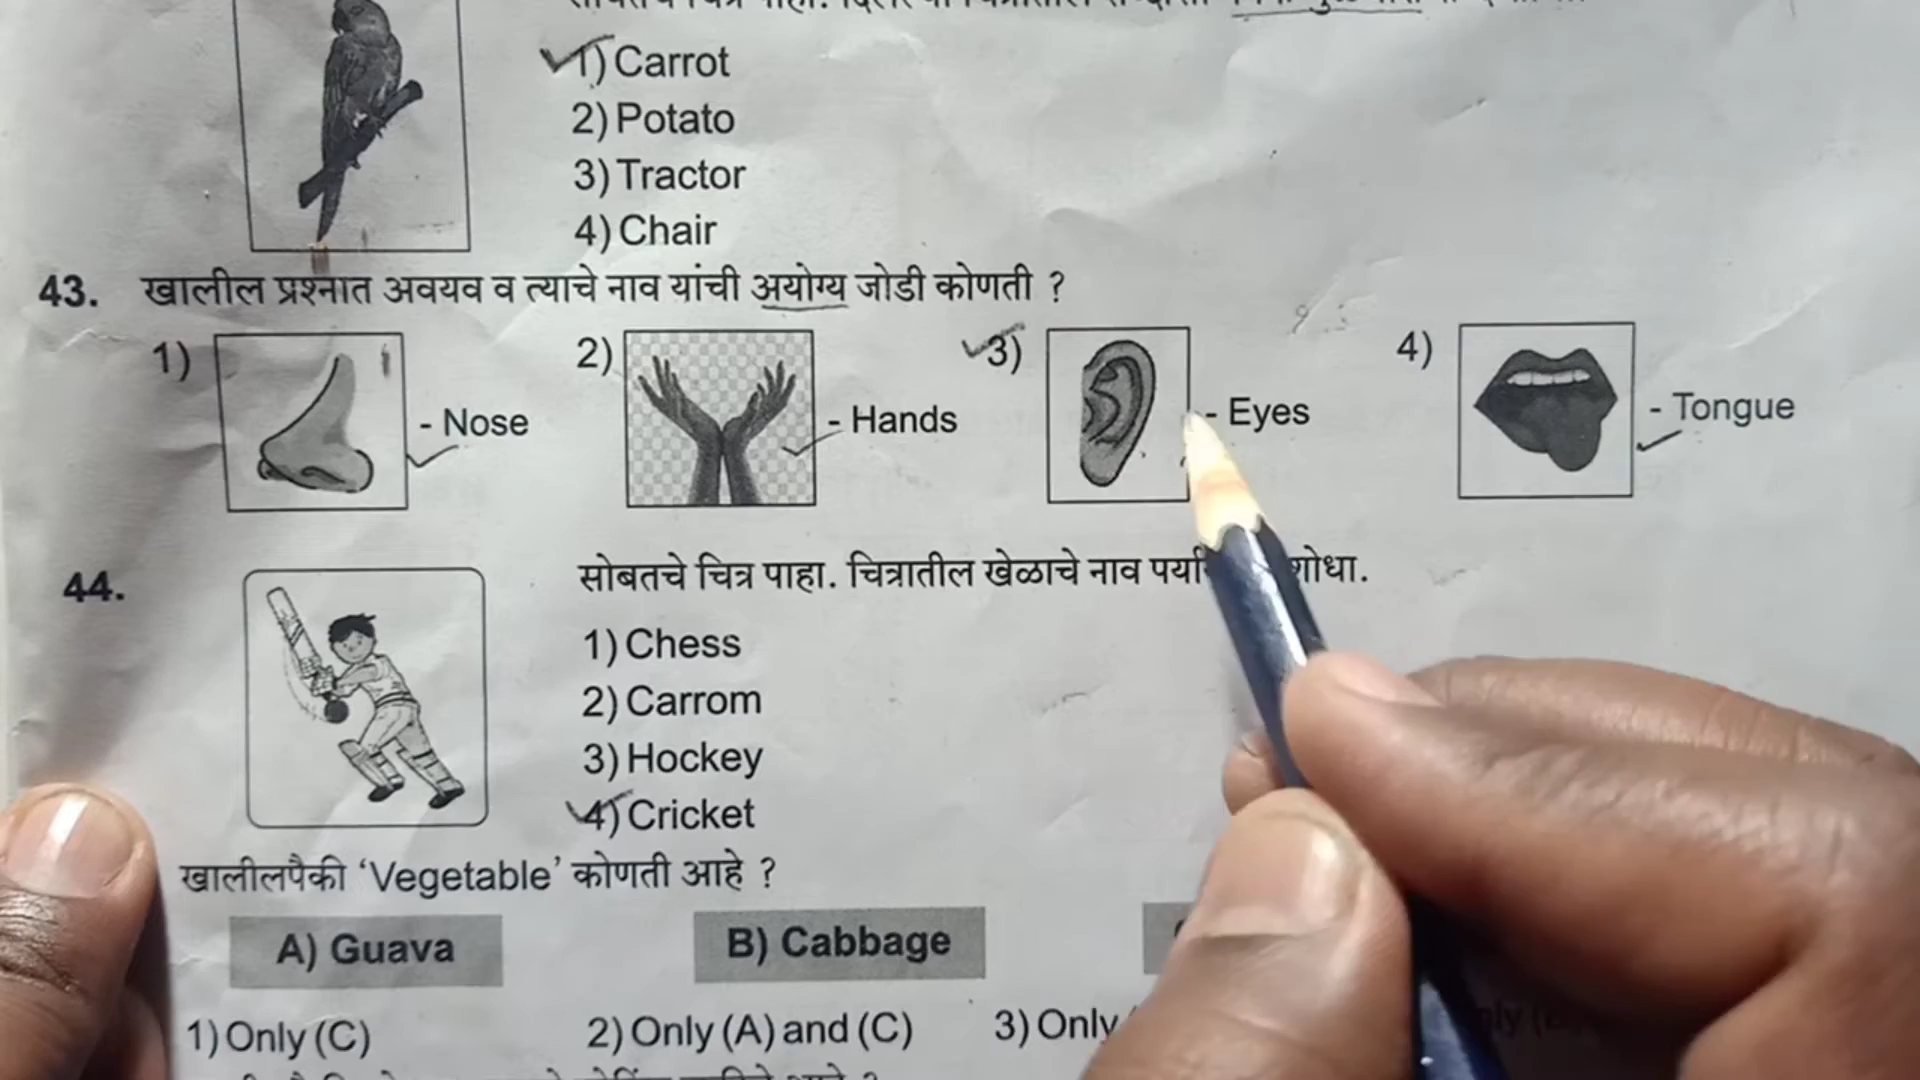 1) Carrot
2) Potato
3) Tractor
4) Chair
43. खालील प्रश्नात अवयव व त्याचे नाव यांची अयोग्य जोडी कोणती ?
1) - Nose 2) - Hands 3) - Eyes 4) - Tongue
44. सोबतचे चित्र पाहा. चित्रातील खेळाचे नाव शोधा.
1) Chess
2) Carrom
3) Hockey
4) Cricket
खालीलपैकी ‘Vegetable’ कोणती आहे ?
A) Guava B) Cabbage
1) Only (C) 2) Only (A) and (C) 3) Only